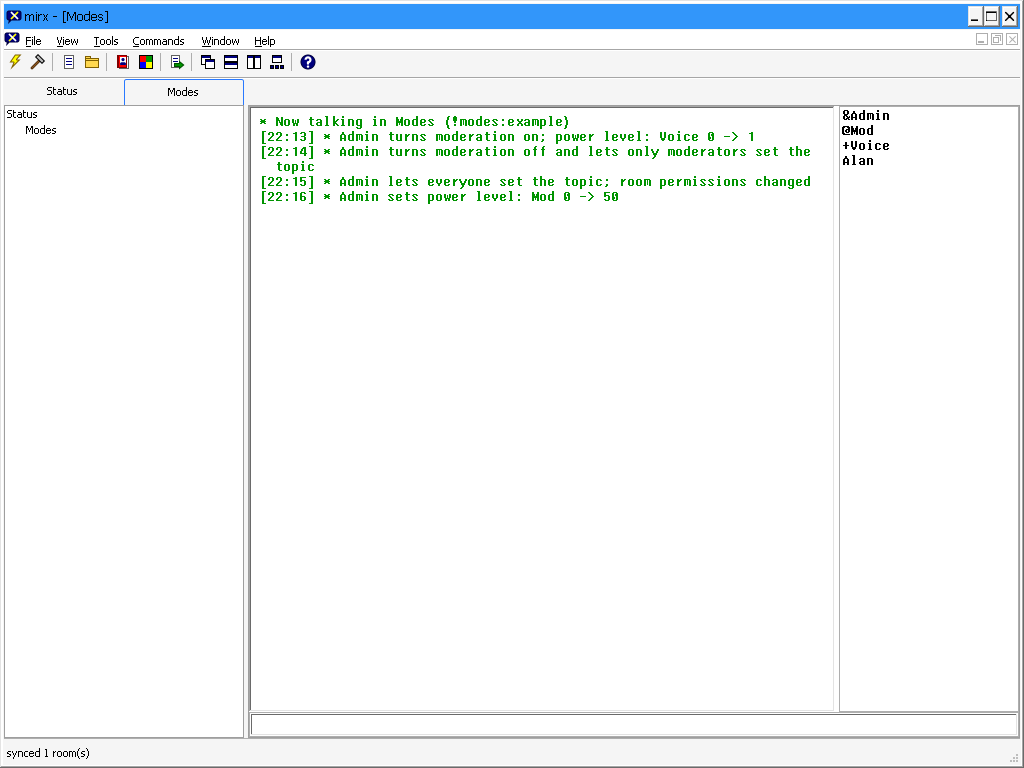 mirx - [Modes]
File View Tools Commands Window Help
Status Modes
Status
Modes
* Now talking in Modes (!modes:example)
[22:13] * Admin turns moderation on; power level: Voice 0 -> 1
[22:14] * Admin turns moderation off and lets only moderators set the
topic
[22:15] * Admin lets everyone set the topic; room permissions changed
[22:16] * Admin sets power level: Mod 0 -> 50
&Admin
@Mod
+Voice
Alan
synced 1 room(s)